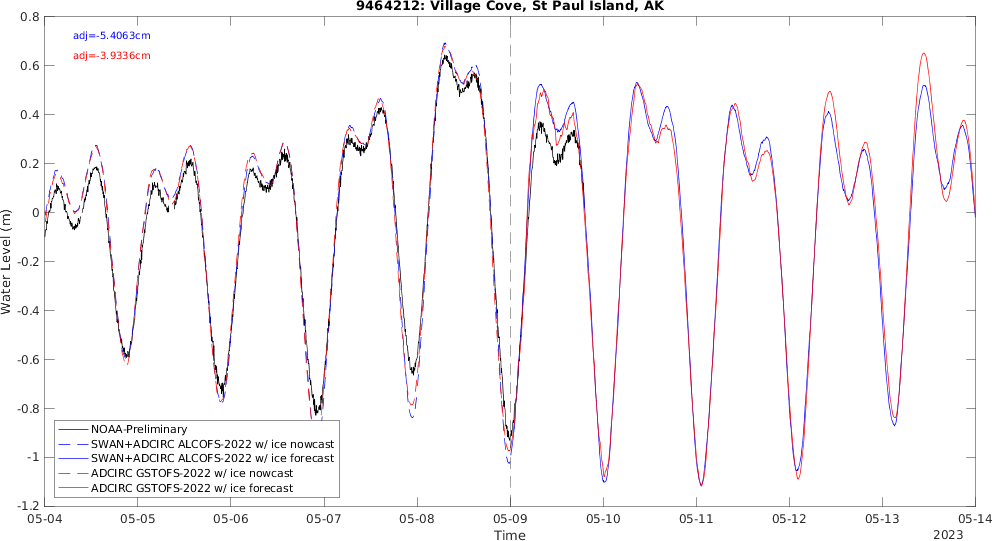 9464212: Village Cove, St Paul Island, AK
adj=-5.4063cm
adj=-3.9336cm
Water Level (m)
0.8
0.6
0.4
0.2
0
-0.2
-0.4
-0.6
-0.8
-1
-1.2
NOAA-Preliminary
SWAN+ADCIRC ALCOFS-2022 w/ ice nowcast
SWAN+ADCIRC ALCOFS-2022 w/ ice forecast
ADCIRC GSTOFS-2022 w/ ice nowcast
ADCIRC GSTOFS-2022 w/ ice forecast
05-04 05-05 05-06 05-07 05-08 05-09 05-10 05-11 05-12 05-13 05-14
Time
2023